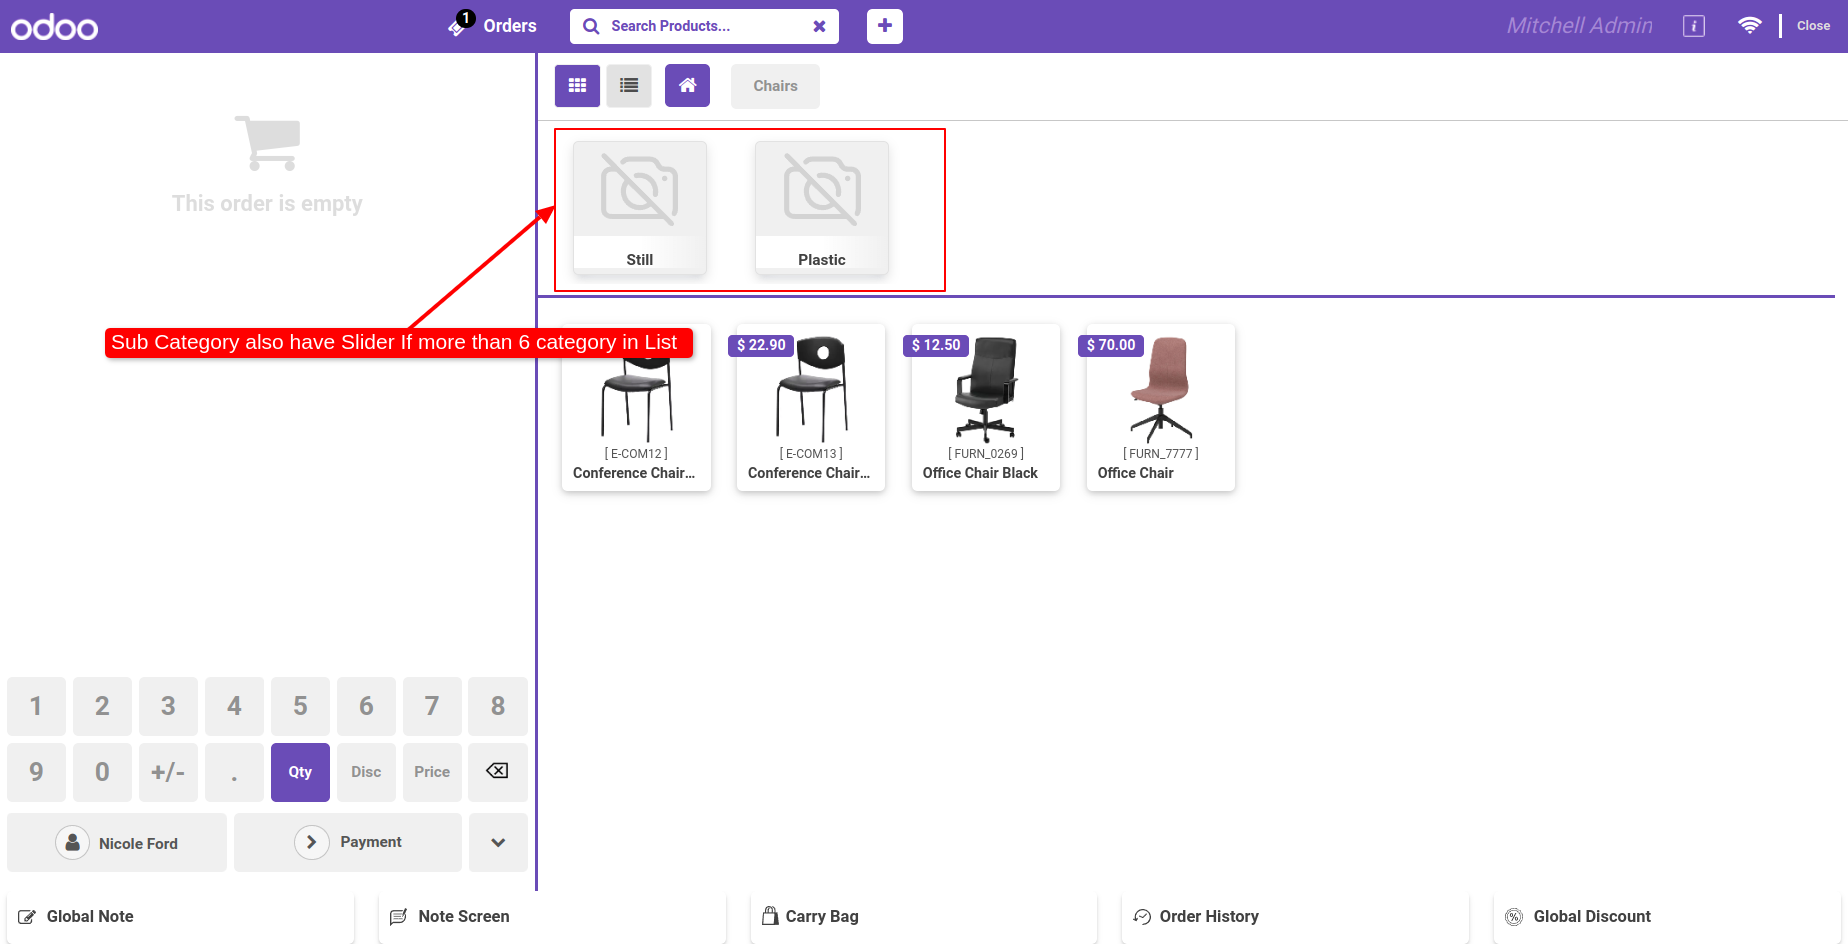 odoo
1
Orders
Search Products...
Mitchell Admin
Close
Chairs
This order is empty
Still
Plastic
Sub Category also have Slider If more than 6 category in List
$ 22.90
$ 12.50
$ 70.00
[ E-COM12 ]
Conference Chair...
[ E-COM13 ]
Conference Chair...
[ FURN_0269 ]
Office Chair Black
[ FURN_7777 ]
Office Chair
1 2 3 4 5 6 7 8
9 0 +/- . Qty Disc Price
Nicole Ford
Payment
Global Note
Note Screen
Carry Bag
Order History
Global Discount